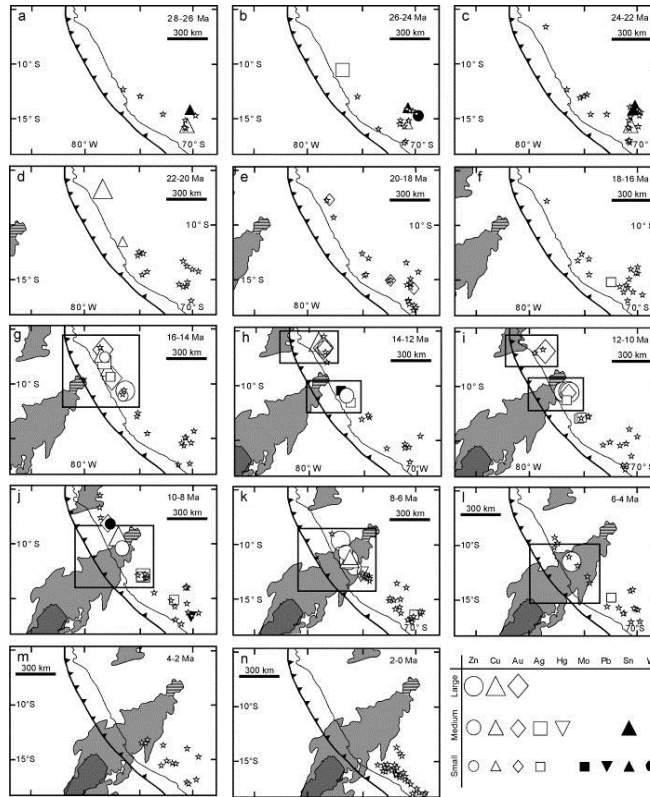 a 28-26 Ma
300 km
10° S
15° S
80° W
70° S
b 26-24 Ma
300 km
10° S
15° S
80° W
70° S
c 24-22 Ma
300 km
10° S
15° S
80° W
70° S
d 22-20 Ma
300 km
10° S
15° S
80° W
70° S
e 20-18 Ma
300 km
10° S
15° S
80° W
70° S
f 18-16 Ma
300 km
10° S
15° S
80° W
70° S
g 16-14 Ma
300 km
10° S
80° W
h 14-12 Ma
300 km
10° S
80° W
i 12-10 Ma
300 km
10° S
80° W
j 10-8 Ma
300 km
10° S
k 8-6 Ma
300 km
10° S
70° S
l 6-4 Ma
300 km
10° S
m 4-2 Ma
300 km
10°S
15°S
n 2-0 Ma
300 km
10°S
15°S
Zn Cu Au Ag Hg Mo Pb Sn W
Large
Medium
Small